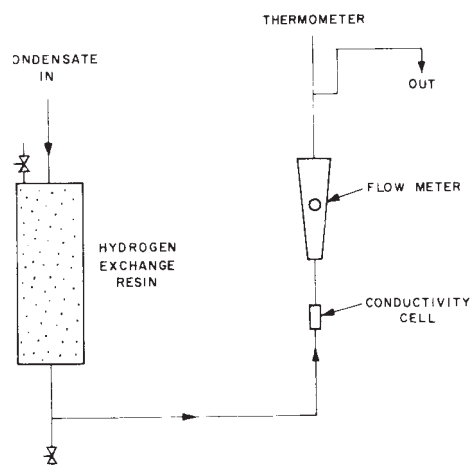 THERMOMETER
ONDENSATE
IN
OUT
FLOW METER
HYDROGEN
EXCHANGE
RESIN
CONDUCTIVITY
CELL